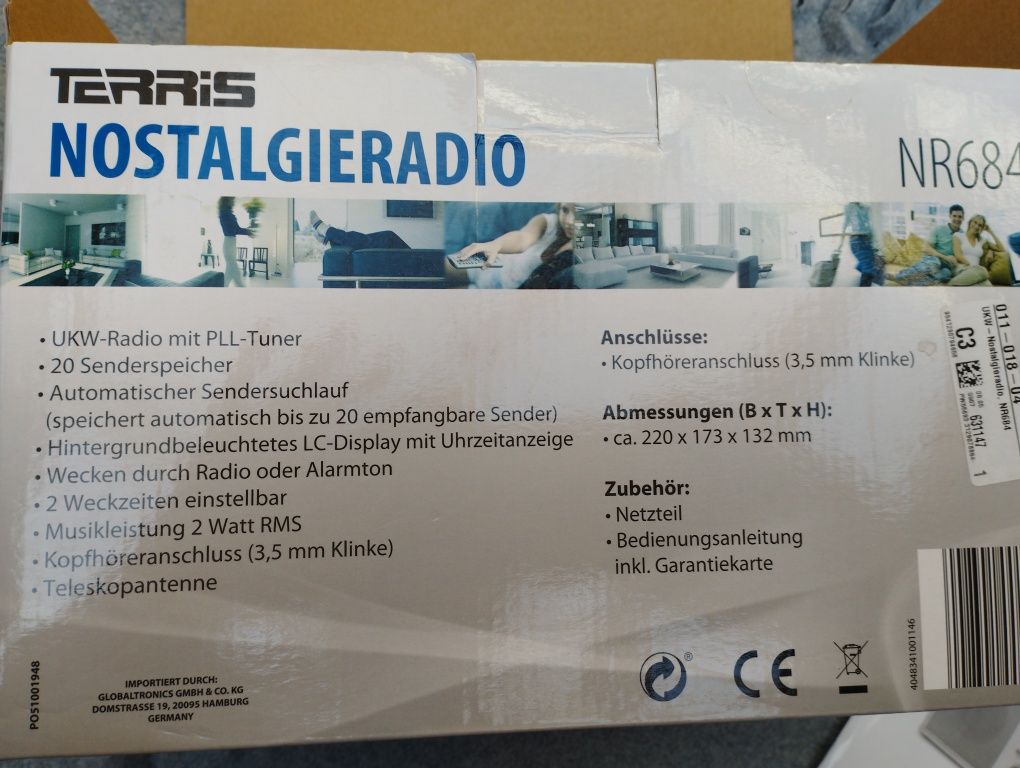 TERRiS
NOSTALGIERADIO
NR684
• UKW-Radio mit PLL-Tuner
• 20 Senderspeicher
• Automatischer Sendersuchlauf
(speichert automatisch bis zu 20 empfangbare Sender)
• Hintergrundbeleuchtetes LC-Display mit Uhrzeitanzeige
• Wecken durch Radio oder Alarmton
• 2 Weckzeiten einstellbar
• Musikleistung 2 Watt RMS
• Kopfhöreranschluss (3,5 mm Klinke)
• Teleskopantenne
Anschlüsse:
• Kopfhöreranschluss (3,5 mm Klinke)
Abmessungen (B x T x H):
• ca. 220 x 173 x 132 mm
Zubehör:
• Netzteil
• Bedienungsanleitung
inkl. Garantiekarte
011-018-04
UKW-Nostalgieradio, NR684
C3
631147
1
PO51001948
IMPORTIERT DURCH:
GLOBALTRONICS GMBH & CO. KG
DOMSTRASSE 19, 20095 HAMBURG
GERMANY
®
CE
4048341001146